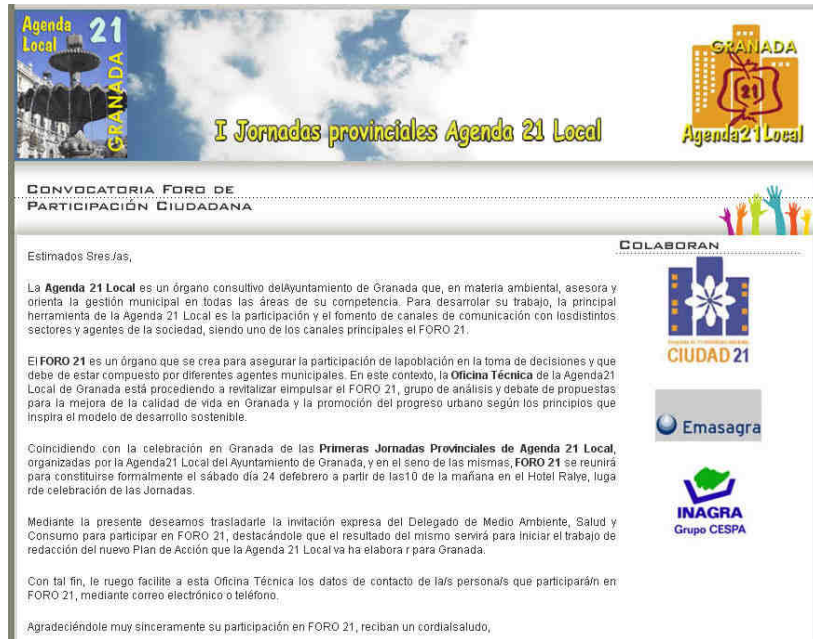 Agenda
Local 21
GRANADA
I Jornadas provinciales Agenda 21 Local
GRANADA
21
Agenda21Local
CONVOCATORIA FORO DE
PARTICIPACIÓN CIUDADANA
COLABORAN
Estimados Sres./as,
La Agenda 21 Local es un órgano consultivo delAyuntamiento de Granada que, en materia ambiental, asesora y
orienta la gestión municipal en todas las áreas de su competencia. Para desarrolar su trabajo, la principal
herramienta de la Agenda 21 Local es la participación y el fomento de canales de comunicación con losdistintos
sectores y agentes de la sociedad, siendo uno de los canales principales el FORO 21.
El FORO 21 es un órgano que se crea para asegurar la participación de lapoblación en la toma de decisiones y que
debe de estar compuesto por diferentes agentes municipales. En este contexto, la Oficina Técnica de la Agenda21
Local de Granada está procediendo a revitalizar eimpulsar el FORO 21, grupo de análisis y debate de propuestas
para la mejora de la calidad de vida en Granada y la promoción del progreso urbano según los principios que
inspira el modelo de desarrollo sostenible.
Coincidiendo con la celebración en Granada de las Primeras Jornadas Provinciales de Agenda 21 Local,
organizadas por la Agenda21 Local del Ayuntamiento de Granada, y en el seno de las mismas, FORO 21 se reunirá
para constituirse formalmente el sábado día 24 defebrero a partir de las10 de la mañana en el Hotel Ralye, luga
rde celebración de las Jornadas.
Mediante la presente deseamos trasladarle la invitación expresa del Delegado de Medio Ambiente, Salud y
Consumo para participar en FORO 21, destacándole que el resultado del mismo servirá para iniciar el trabajo de
redacción del nuevo Plan de Acción que la Agenda 21 Local va ha elabora r para Granada.
Con tal fin, le ruego facilite a esta Oficina Técnica los datos de contacto de la/s persona/s que participará/n en
FORO 21, mediante correo electrónico o teléfono.
Agradeciéndole muy sinceramente su participación en FORO 21, reciban un cordialsaludo,
CIUDAD 21
Emasagra
INAGRA
Grupo CESPA